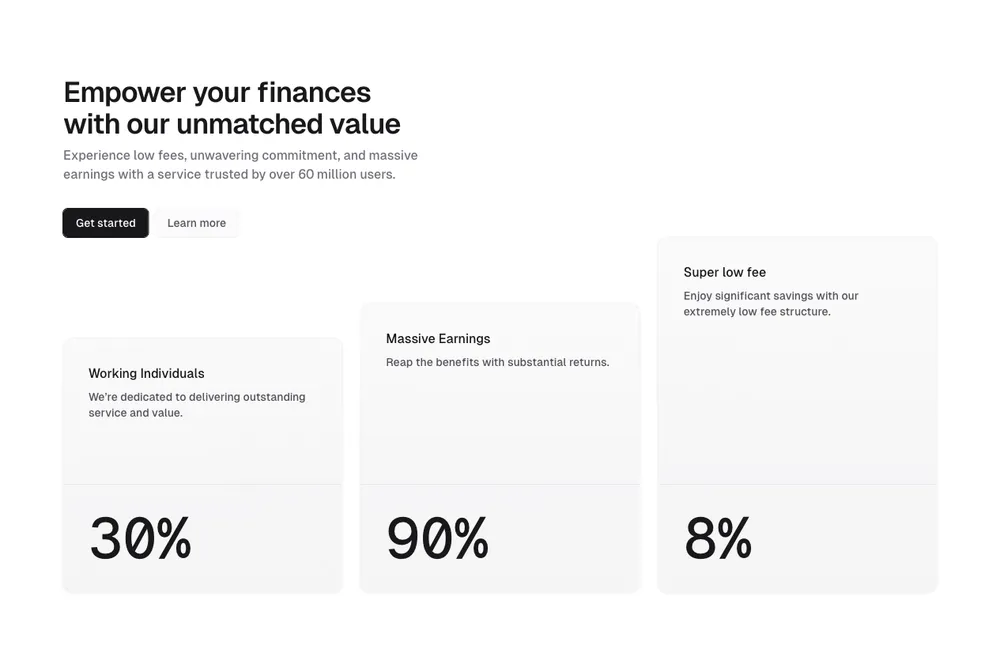 Empower your finances
with our unmatched value
Experience low fees, unwavering commitment, and massive
earnings with a service trusted by over 60 million users.
Get started
Learn more
Working Individuals
We're dedicated to delivering outstanding
service and value.
30%
Massive Earnings
Reap the benefits with substantial returns.
90%
Super low fee
Enjoy significant savings with our
extremely low fee structure.
8%